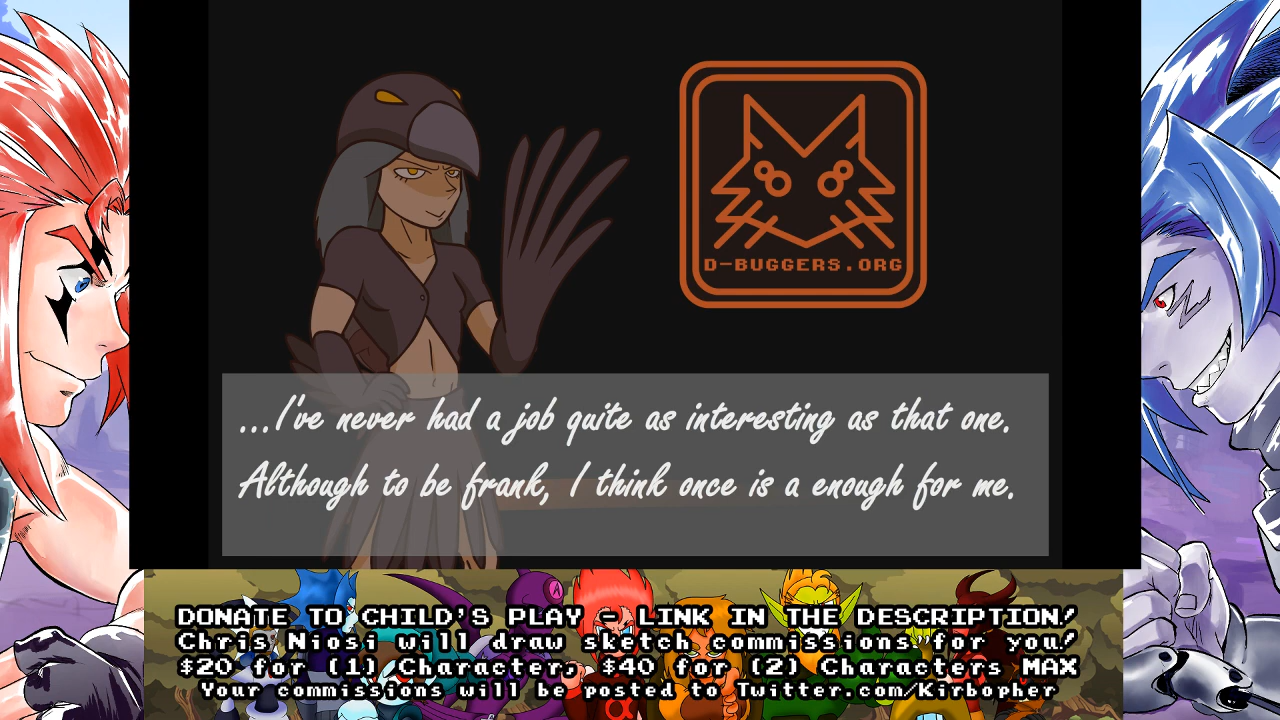 D-BUGGERS.ORG
...I've never had a job quite as interesting as that one.
Although to be frank, I think once is a enough for me.
DONATE TO CHILD'S PLAY - LINK IN THE DESCRIPTION!
Chris Niosi will draw sketch commissions for you!
$20 for (1) Character, $40 for (2) Characters MAX
Your commissions will be posted to Twitter.com/Kirbopher